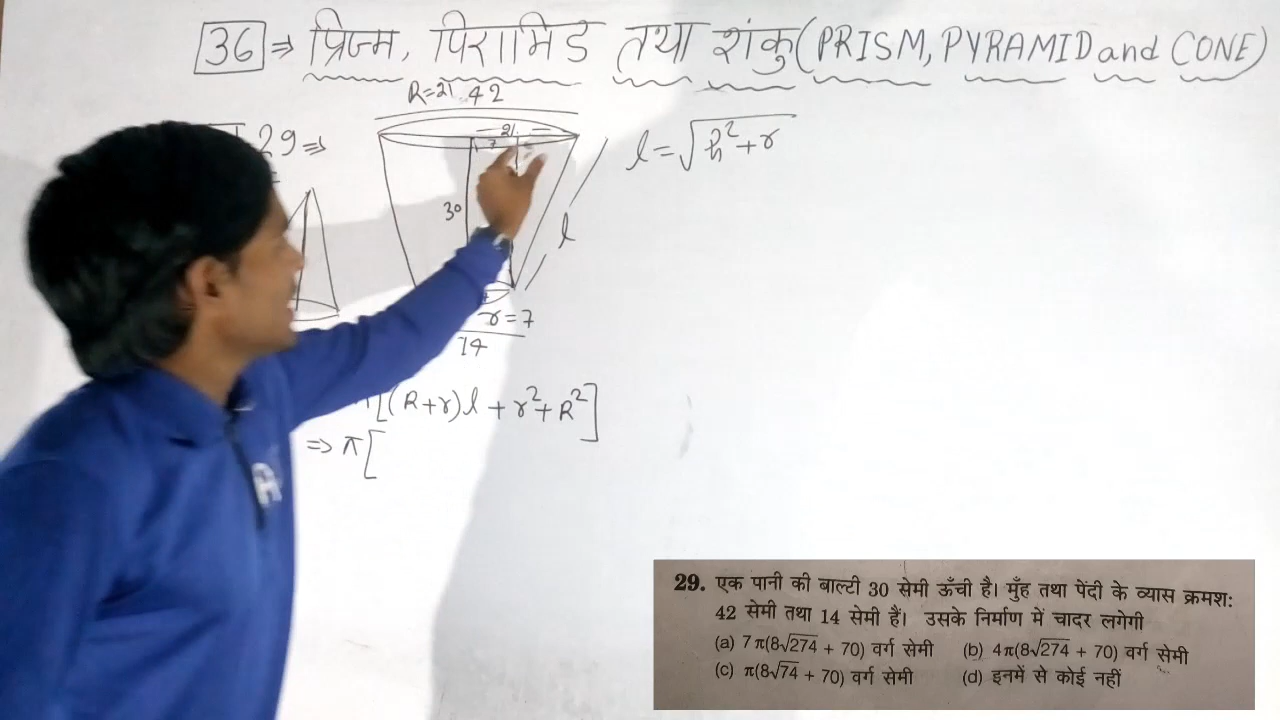 36 ⇒ प्रिज्म, पिरामिड तथा शंकु (PRISM, PYRAMID and CONE)
R=21 42
29 ⇒
21
7
l=√h²+r
30
l
r=7
14
[(R+r)l + r²+R²]
⇒ π[
29. एक पानी की बाल्टी 30 सेमी ऊँची है। मुँह तथा पेंदी के व्यास क्रमश:
42 सेमी तथा 14 सेमी हैं। उसके निर्माण में चादर लगेगी
(a) 7π(8√274 + 70) वर्ग सेमी (b) 4π(8√274 + 70) वर्ग सेमी
(c) π(8√74 + 70) वर्ग सेमी (d) इनमें से कोई नहीं